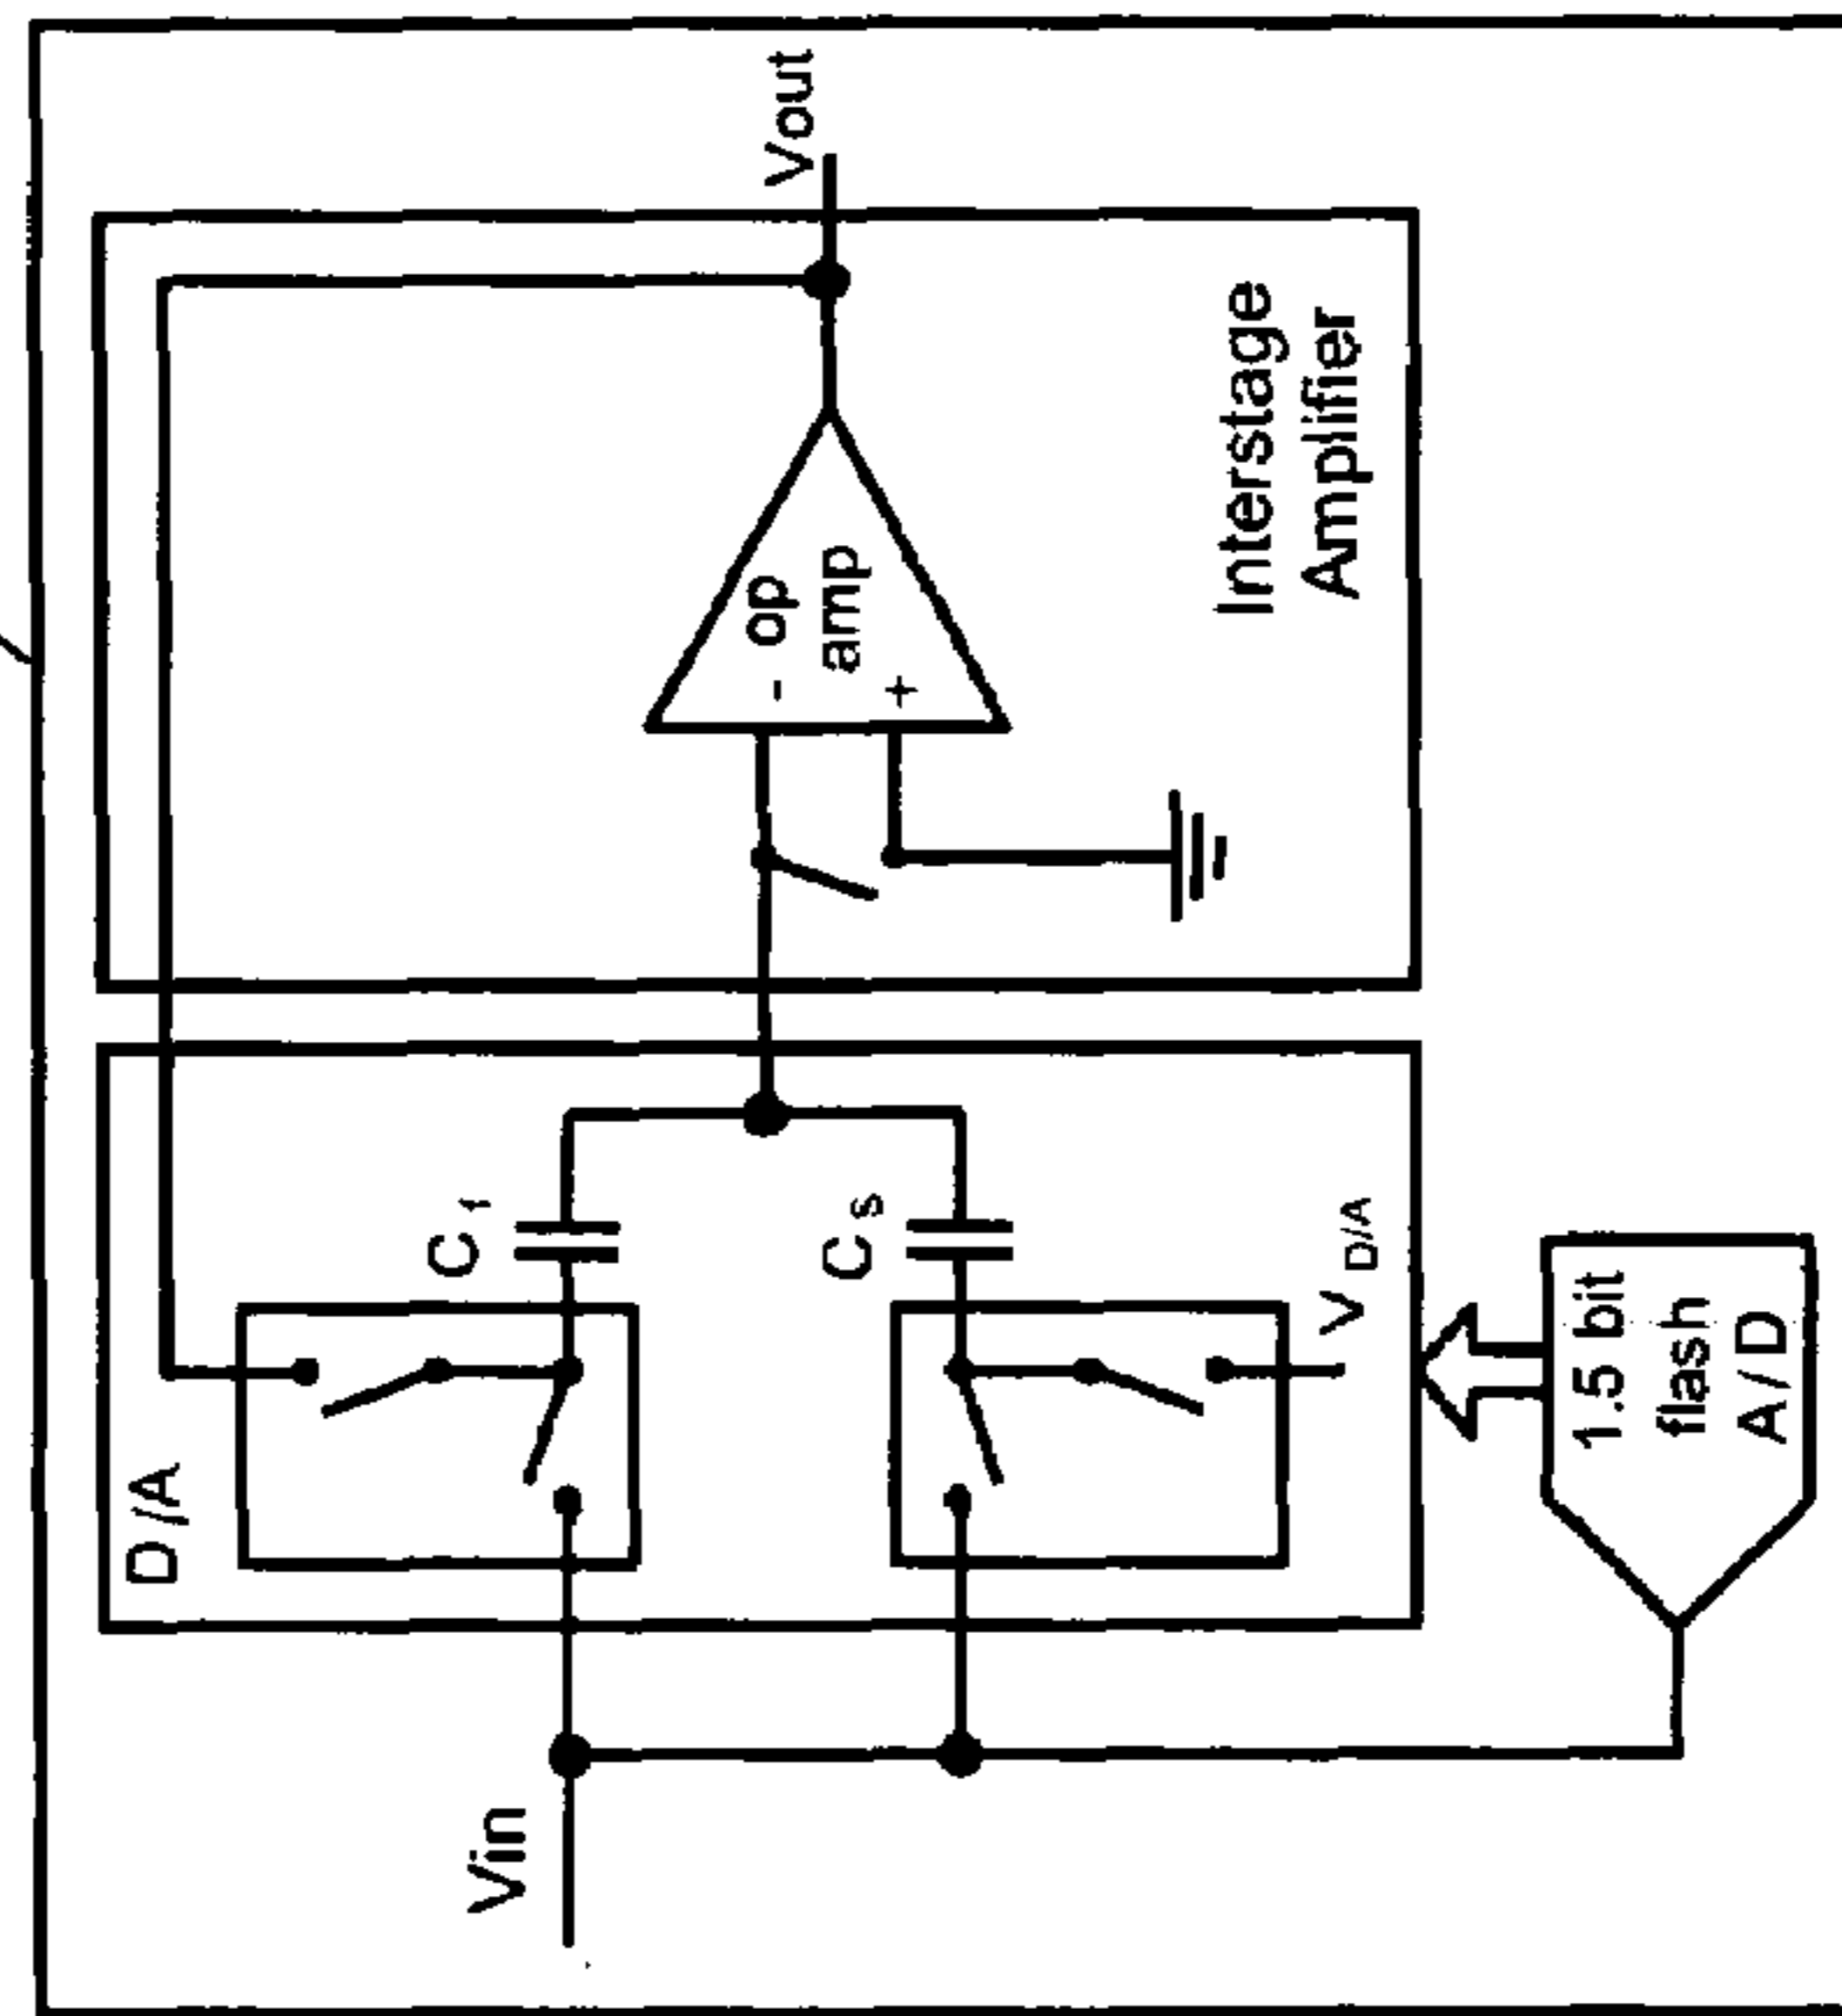 D/A
Vin
C f
C s
V D/A
1.5 bit
flash
A/D
- op
amp
+
Interstage
Amplifier
Vout